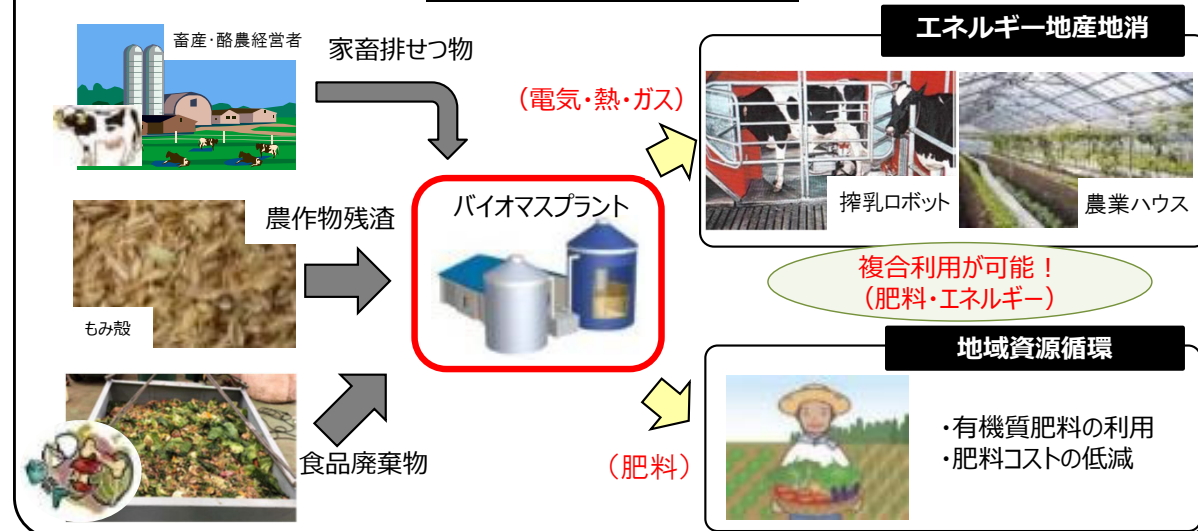 畜産・酪農経営者
家畜排せつ物
農作物残渣
もみ殻
食品廃棄物
バイオマスプラント
(電気・熱・ガス)
エネルギー地産地消
搾乳ロボット
農業ハウス
複合利用が可能！
(肥料・エネルギー)
(肥料)
地域資源循環
・有機質肥料の利用
・肥料コストの低減